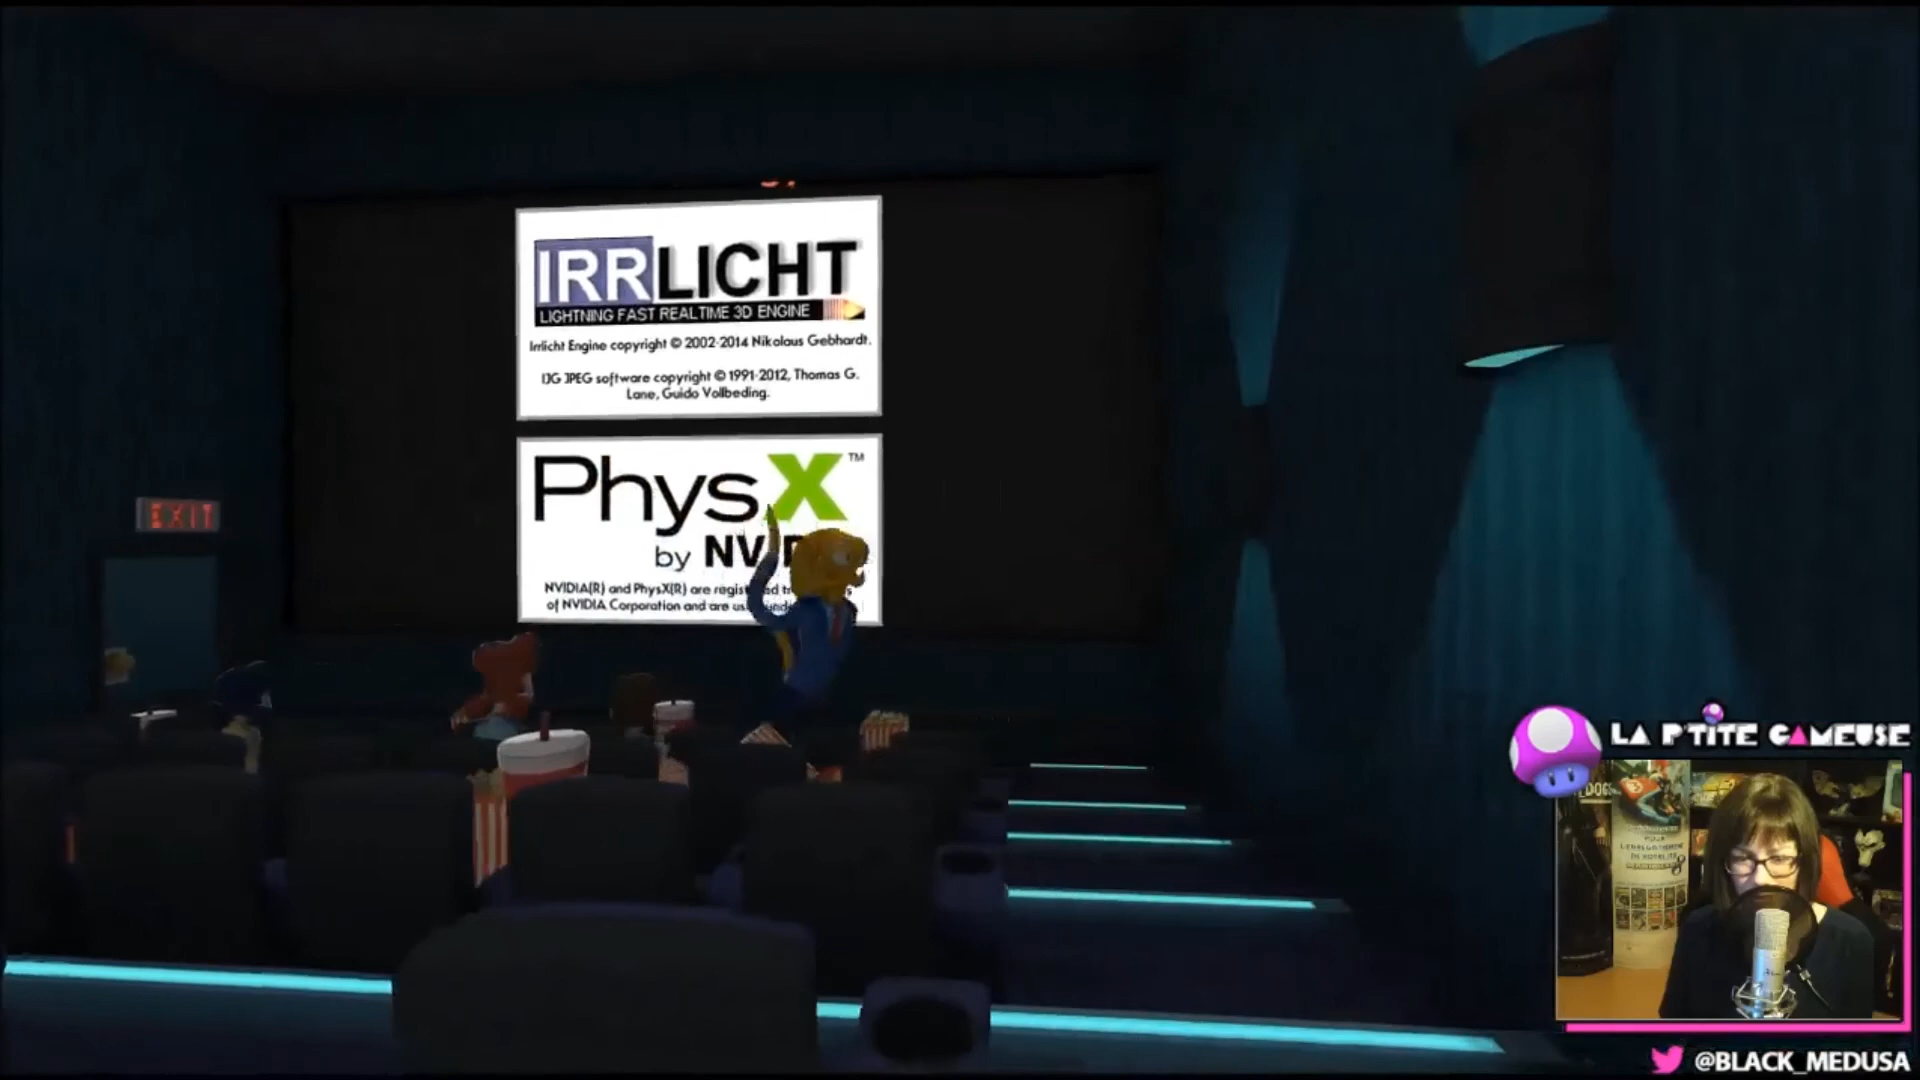 IRRLICHT
LIGHTNING FAST REALTIME 3D ENGINE
Irrlicht Engine copyright © 2002-2014 Nikolaus Gebhardt.
IJG JPEG software copyright © 1991-2012, Thomas G.
Lane, Guido Vollbeding.
PhysX™
by
NVIDIA(R) and PhysX(R) are
of NVIDIA Corporation and are
EXIT
LA P'TITE GAMEUSE
@BLACK_MEDUSA